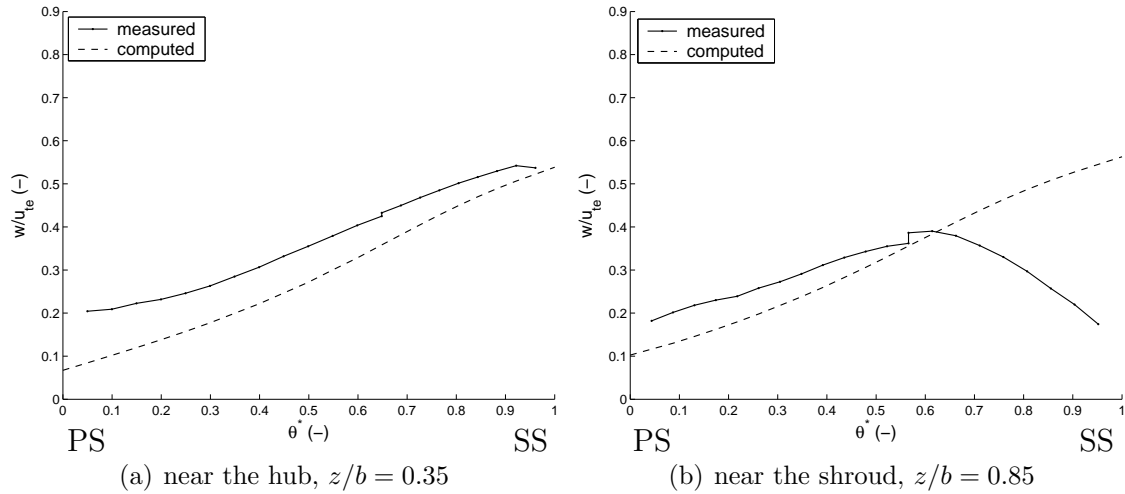 measured
computed
0.9
0.8
0.7
0.6
0.5
0.4
0.3
0.2
0.1
0
w/u_te (−)
0 0.1 0.2 0.3 0.4 0.5 0.6 0.7 0.8 0.9 1
θ* (−)
PS SS
(a) near the hub, z/b = 0.35
measured
computed
0.9
0.8
0.7
0.6
0.5
0.4
0.3
0.2
0.1
0
w/u_te (−)
0 0.1 0.2 0.3 0.4 0.5 0.6 0.7 0.8 0.9 1
θ* (−)
PS SS
(b) near the shroud, z/b = 0.85